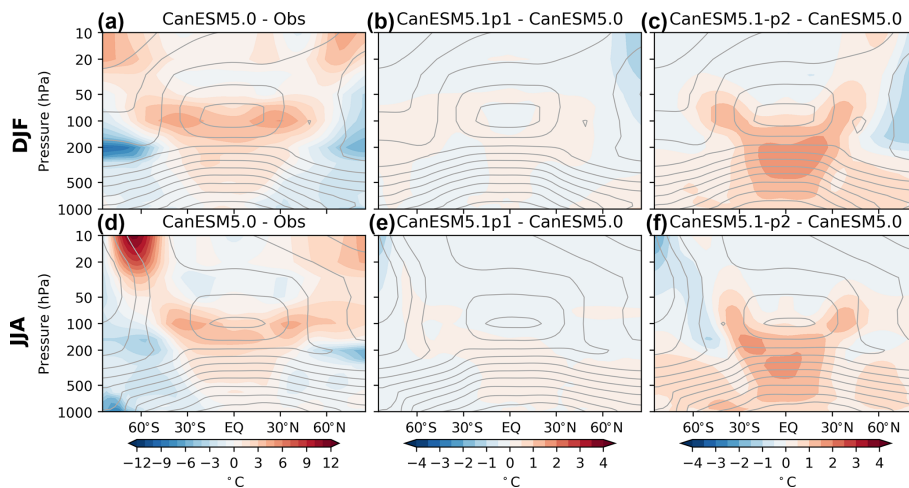 (a) CanESM5.0 - Obs
(b) CanESM5.1p1 - CanESM5.0
(c) CanESM5.1-p2 - CanESM5.0
DJF
Pressure (hPa)
10
20
50
100
200
500
1000
(d) CanESM5.0 - Obs
(e) CanESM5.1p1 - CanESM5.0
(f) CanESM5.1-p2 - CanESM5.0
JJA
Pressure (hPa)
10
20
50
100
200
500
1000
60°S 30°S EQ 30°N 60°N
60°S 30°S EQ 30°N 60°N
60°S 30°S EQ 30°N 60°N
−12 −9 −6 −3 0 3 6 9 12
−4 −3 −2 −1 0 1 2 3 4
−4 −3 −2 −1 0 1 2 3 4
°C
°C
°C